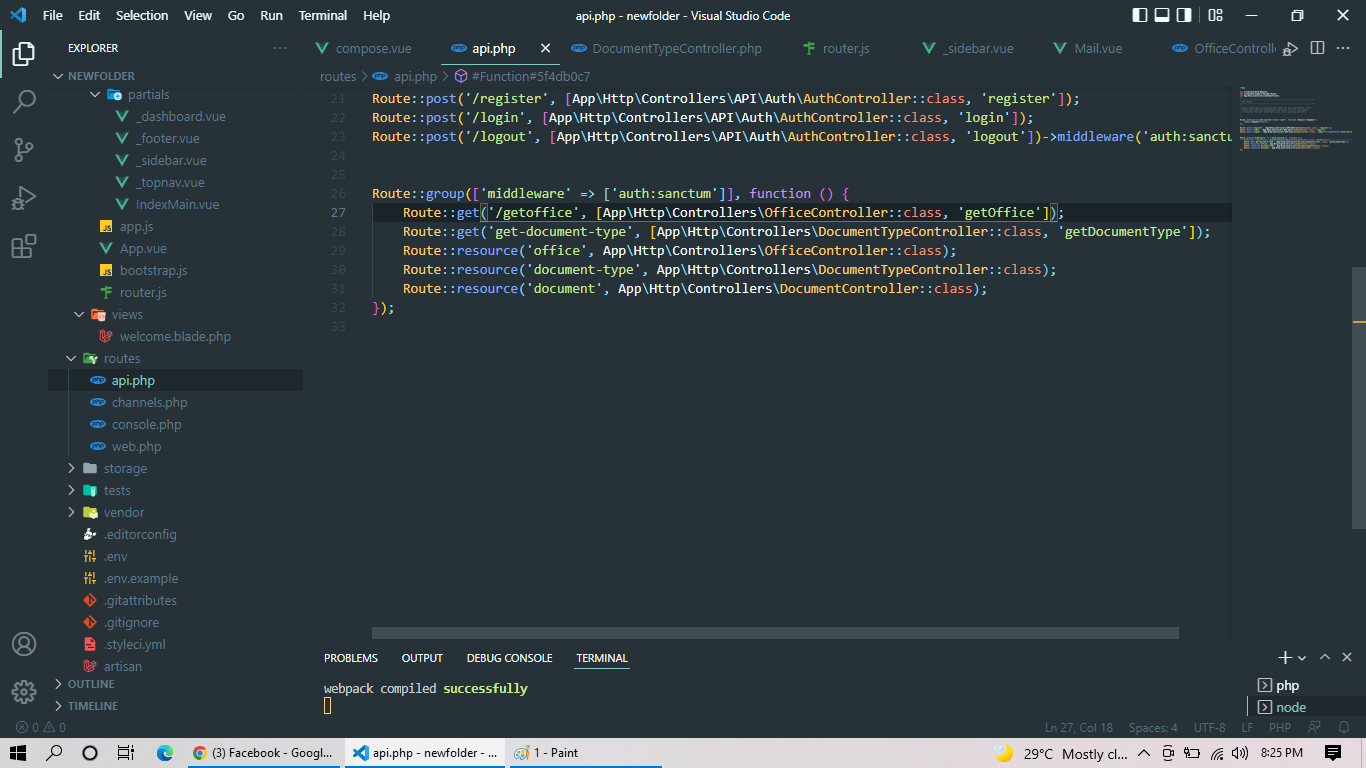 File Edit Selection View Go Run Terminal Help
api.php - newfolder - Visual Studio Code
EXPLORER
compose.vue
api.php
DocumentTypeController.php
router.js
_sidebar.vue
Mail.vue
OfficeControll
NEWFOLDER
routes > api.php > #Function#5f4db0c7
partials
_dashboard.vue
_footer.vue
_sidebar.vue
_topnav.vue
IndexMain.vue
app.js
App.vue
bootstrap.js
router.js
views
welcome.blade.php
routes
api.php
channels.php
console.php
web.php
storage
tests
vendor
.editorconfig
.env
.env.example
.gitattributes
.gitignore
.styleci.yml
artisan
OUTLINE
TIMELINE
21 Route::post('/register', [App\Http\Controllers\API\Auth\AuthController::class, 'register']);
22 Route::post('/login', [App\Http\Controllers\API\Auth\AuthController::class, 'login']);
23 Route::post('/logout', [App\Http\Controllers\API\Auth\AuthController::class, 'logout'])->middleware('auth:sanctu
24
25
26 Route::group(['middleware' => ['auth:sanctum']], function () {
27 Route::get('/getoffice', [App\Http\Controllers\OfficeController::class, 'getOffice']);
28 Route::get('get-document-type', [App\Http\Controllers\DocumentTypeController::class, 'getDocumentType']);
29 Route::resource('office', App\Http\Controllers\OfficeController::class);
30 Route::resource('document-type', App\Http\Controllers\DocumentTypeController::class);
31 Route::resource('document', App\Http\Controllers\DocumentController::class);
32 });
33
PROBLEMS OUTPUT DEBUG CONSOLE TERMINAL
webpack compiled successfully
php
node
0 0
Ln 27, Col 18 Spaces: 4 UTF-8 LF PHP
(3) Facebook - Googl...
api.php - newfolder - ...
1 - Paint
29°C Mostly cl...
8:25 PM